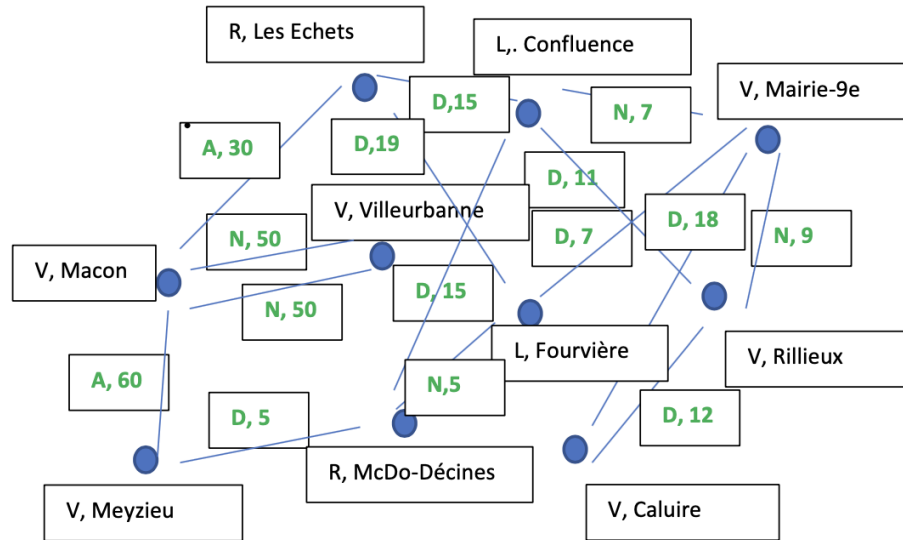 R, Les Echets
L,. Confluence
V, Mairie-9e
D,15
N, 7
A, 30
D,19
D, 11
V, Villeurbanne
N, 50
D, 7
D, 18
N, 9
V, Macon
N, 50
D, 15
L, Fourvière
V, Rillieux
A, 60
N,5
D, 5
D, 12
R, McDo-Décines
V, Meyzieu
V, Caluire